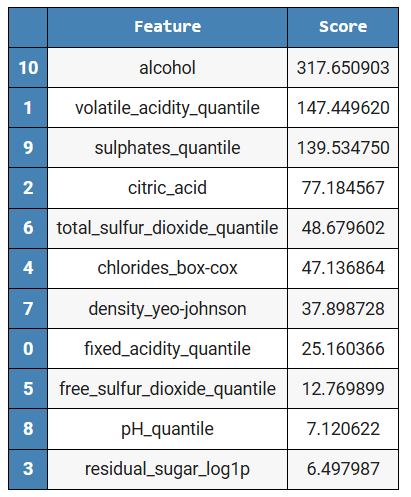 Feature Score
10 alcohol 317.650903
1 volatile_acidity_quantile 147.449620
9 sulphates_quantile 139.534750
2 citric_acid 77.184567
6 total_sulfur_dioxide_quantile 48.679602
4 chlorides_box-cox 47.136864
7 density_yeo-johnson 37.898728
0 fixed_acidity_quantile 25.160366
5 free_sulfur_dioxide_quantile 12.769899
8 pH_quantile 7.120622
3 residual_sugar_log1p 6.497987